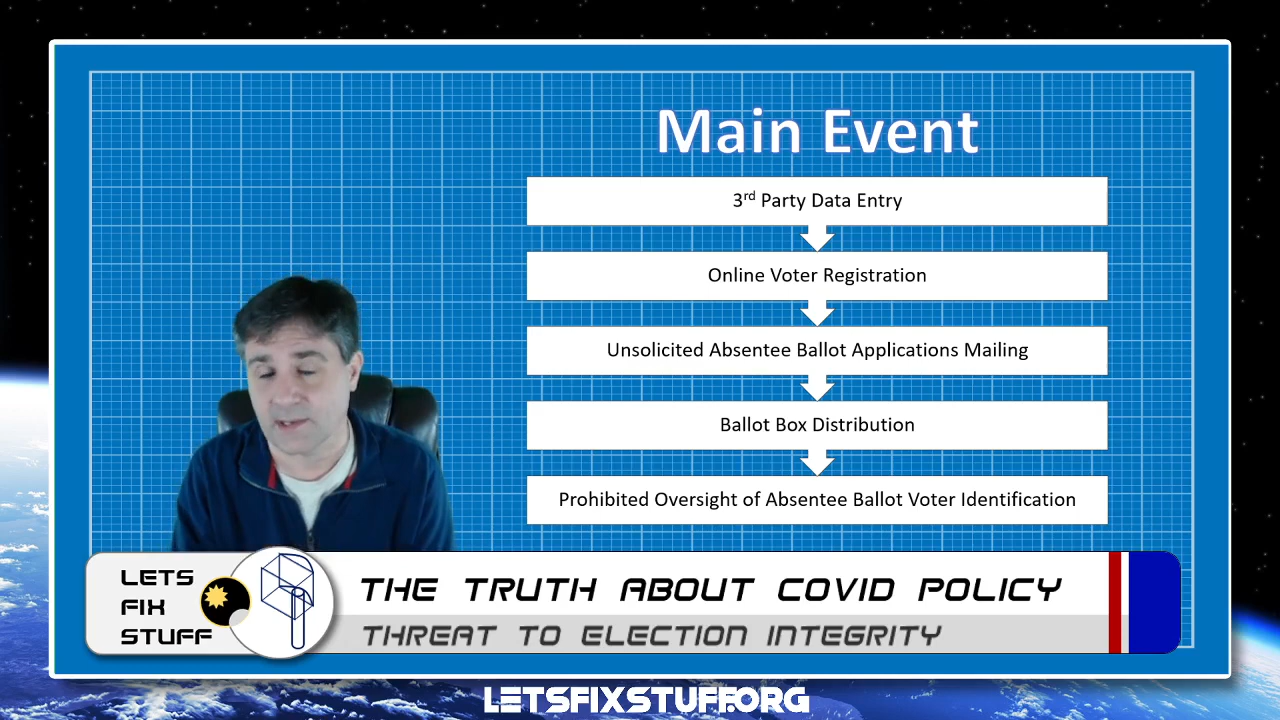 Main Event
3rd Party Data Entry
Online Voter Registration
Unsolicited Absentee Ballot Applications Mailing
Ballot Box Distribution
Prohibited Oversight of Absentee Ballot Voter Identification
LETS
FIX
STUFF
THE TRUTH ABOUT COVID POLICY
THREAT TO ELECTION INTEGRITY
LETSFIXSTUFF.ORG